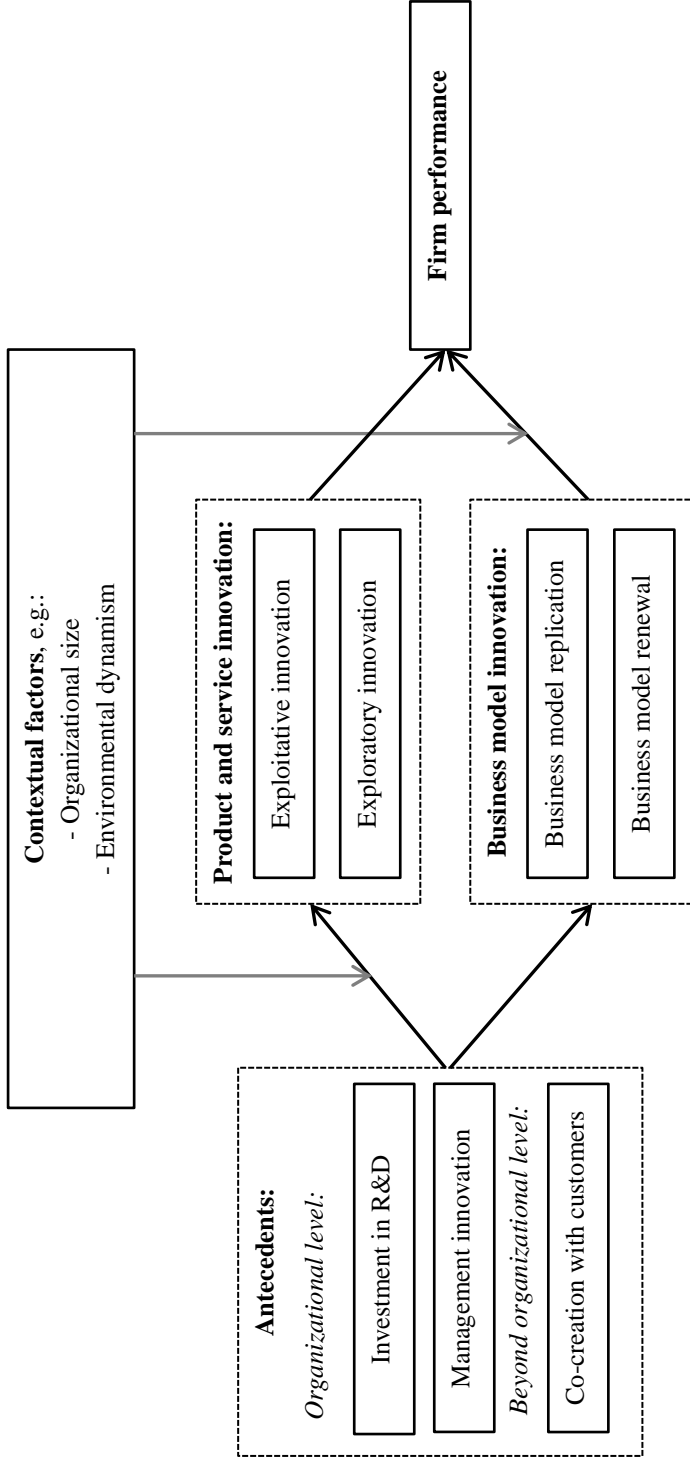 Contextual factors, e.g.:
- Organizational size
- Environmental dynamism
Antecedents:
Organizational level:
Investment in R&D
Management innovation
Beyond organizational level:
Co-creation with customers
Product and service innovation:
Exploitative innovation
Exploratory innovation
Business model innovation:
Business model replication
Business model renewal
Firm performance